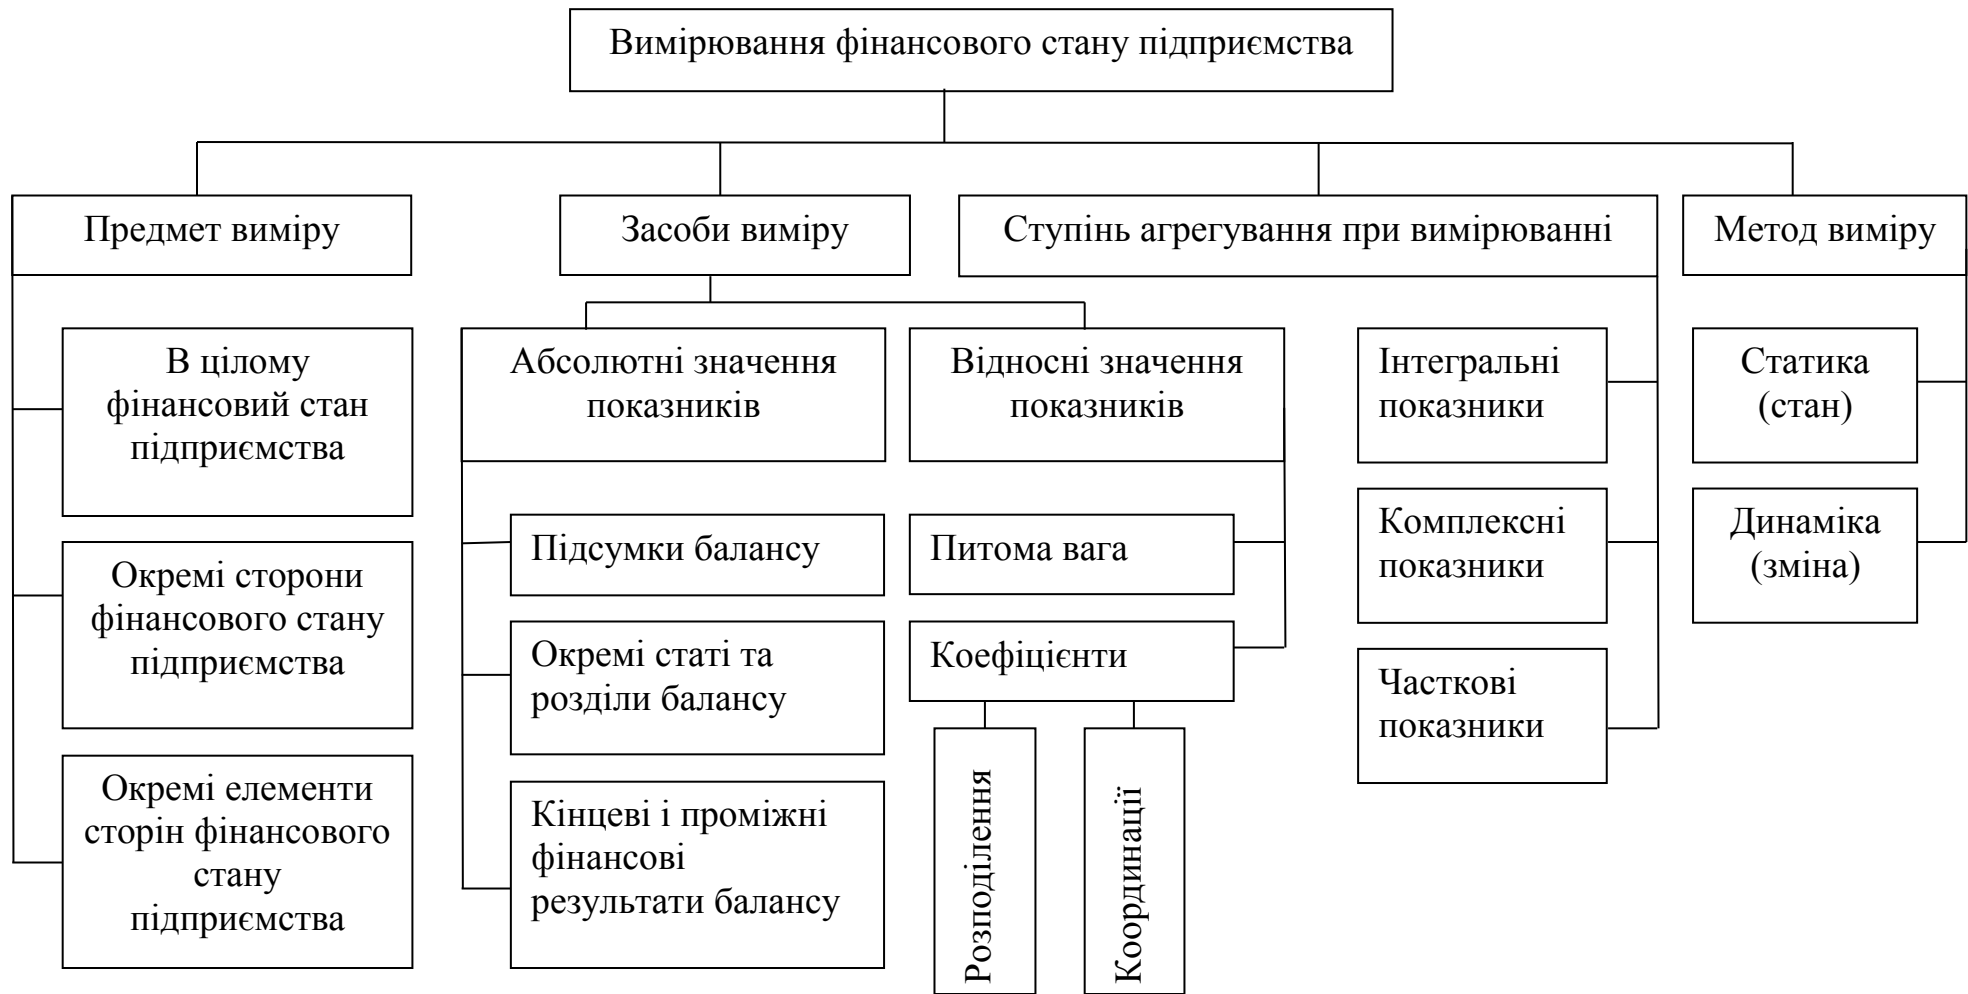 Вимірювання фінансового стану підприємства
Предмет виміру
Засоби виміру
Ступінь агрегування при вимірюванні
Метод виміру
В цілому
фінансовий стан
підприємства
Окремі сторони
фінансового стану
підприємства
Окремі елементи
сторін фінансового
стану
підприємства
Абсолютні значення
показників
Підсумки балансу
Окремі статі та
розділи балансу
Кінцеві і проміжні
фінансові
результати балансу
Відносні значення
показників
Питома вага
Коефіцієнти
Розподілення
Координації
Інтегральні
показники
Комплексні
показники
Часткові
показники
Статика
(стан)
Динаміка
(зміна)